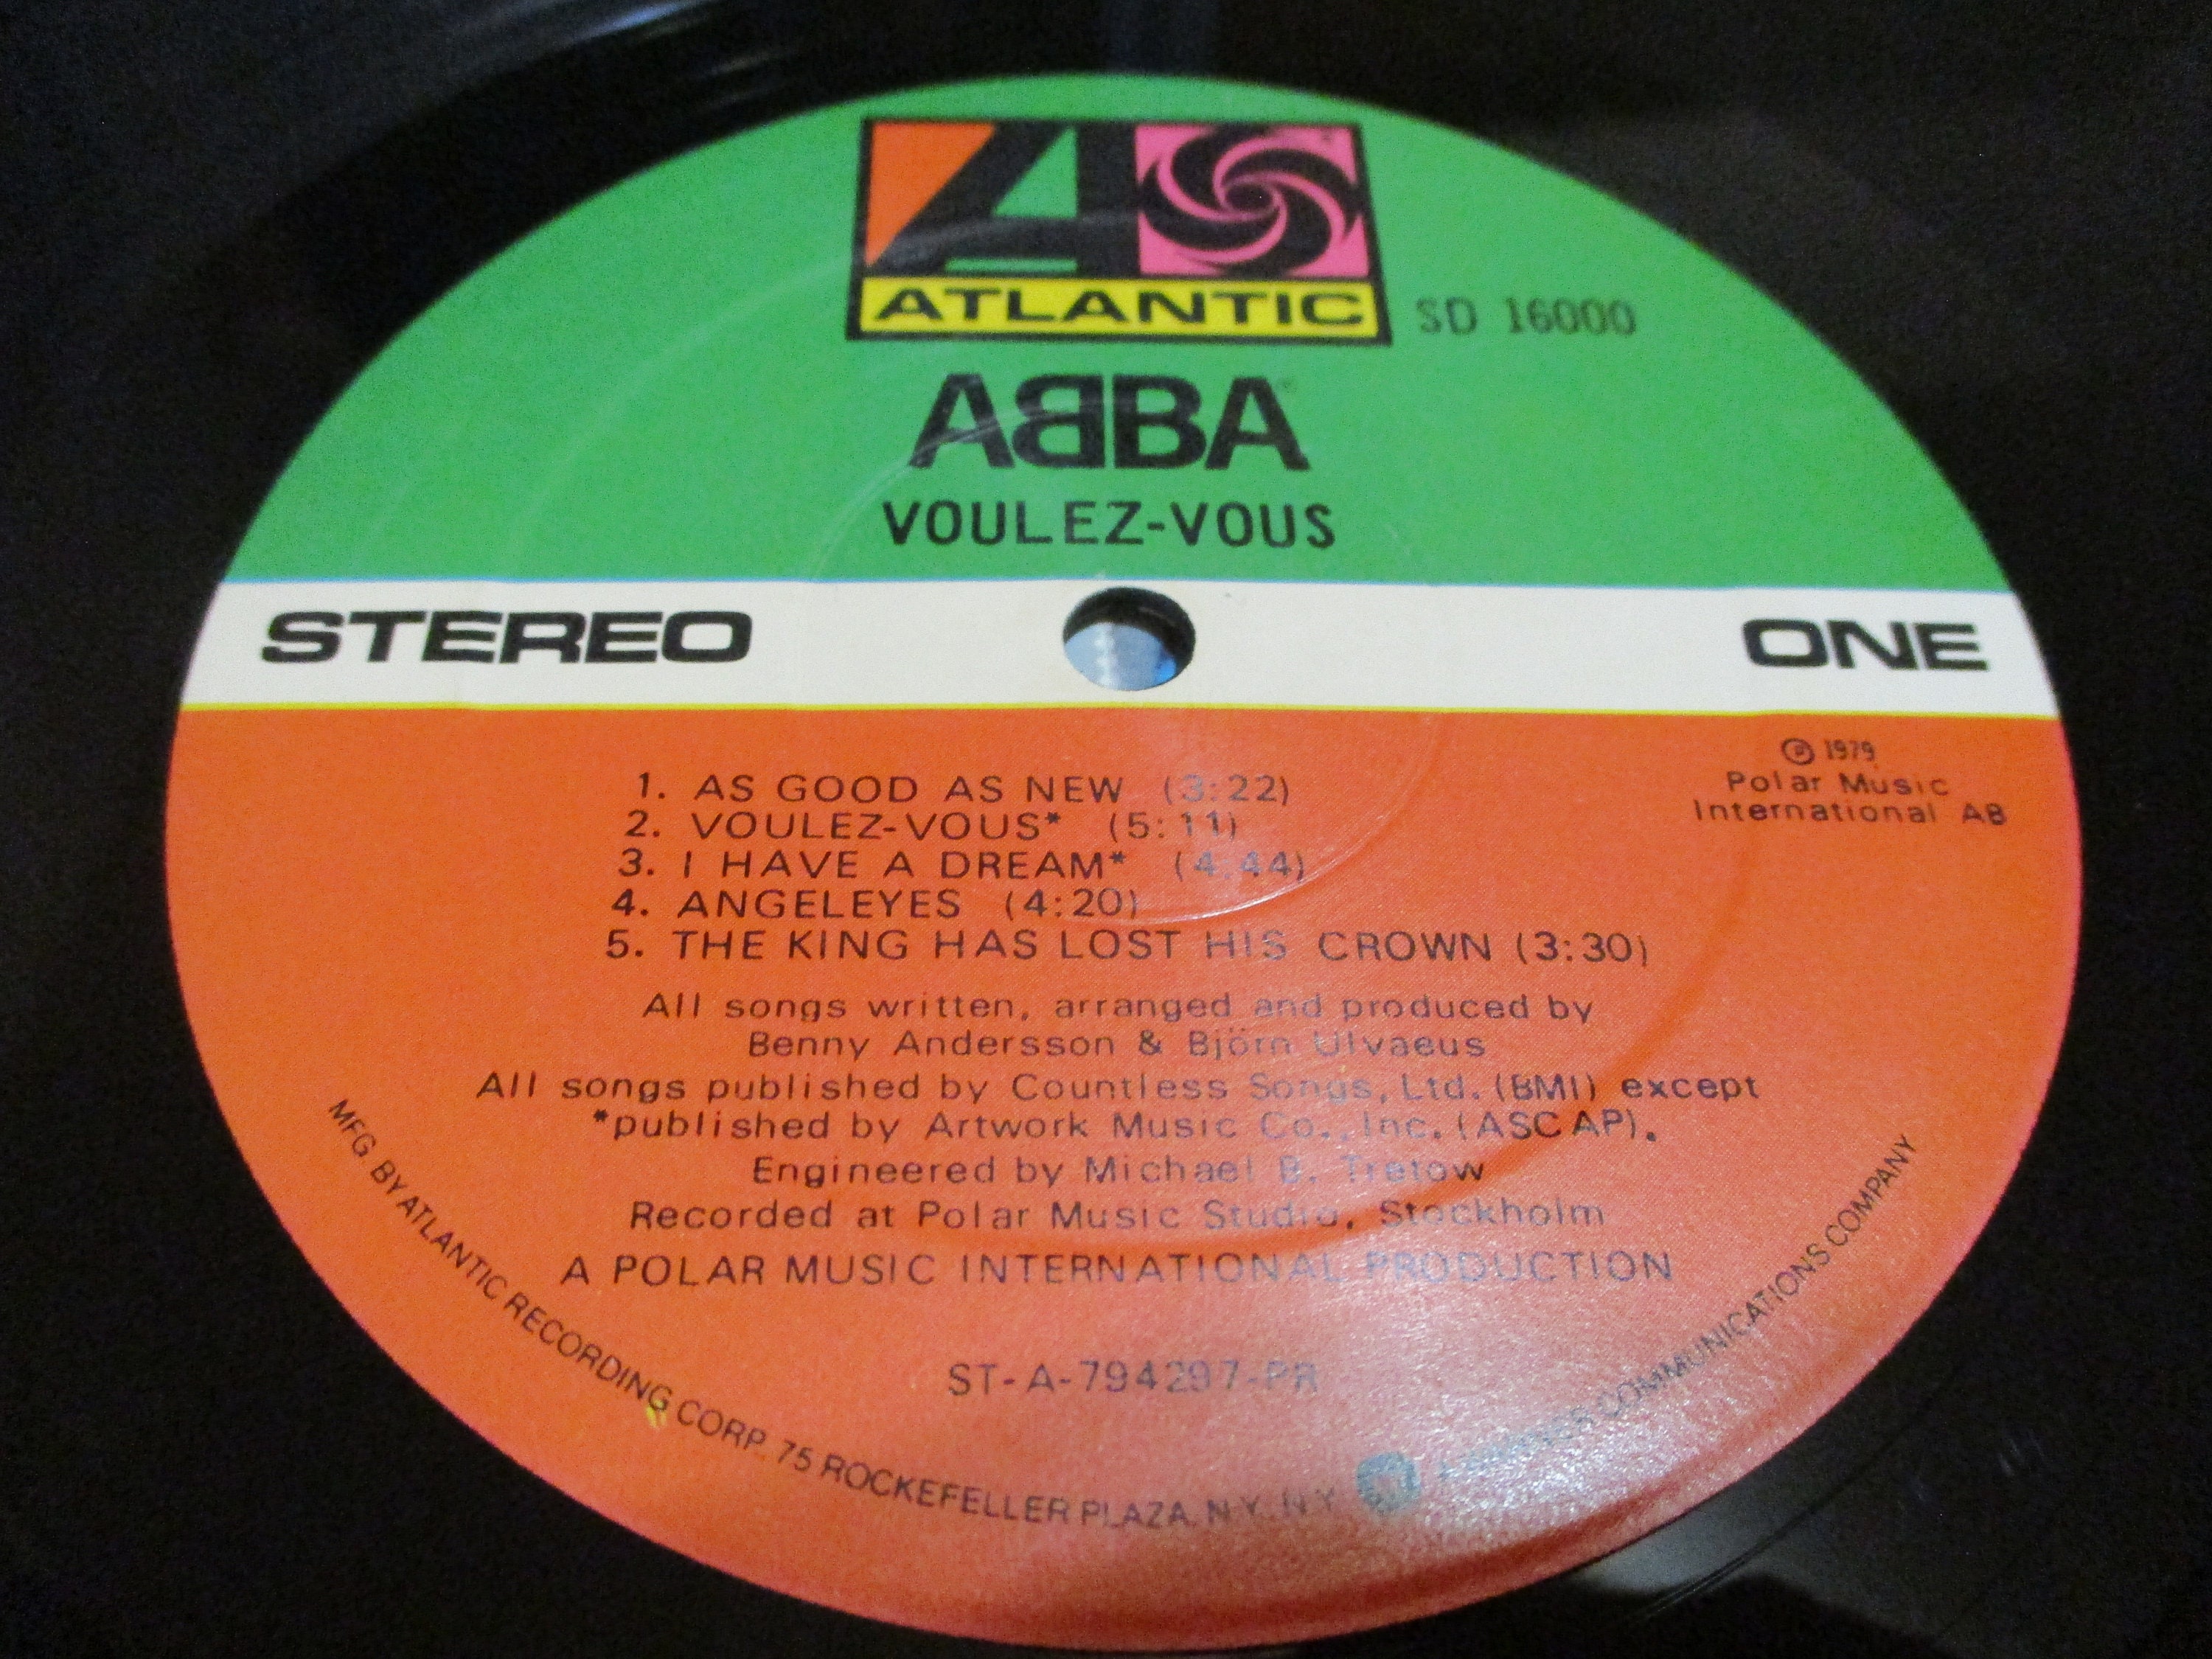 ATLANTIC
SD 16000
ABBA
VOULEZ-VOUS
STEREO
ONE
℗ 1979
Polar Music
International AB
1. AS GOOD AS NEW (3:22)
2. VOULEZ-VOUS* (5:11)
3. I HAVE A DREAM* (4:44)
4. ANGELEYES (4:20)
5. THE KING HAS LOST HIS CROWN (3:30)
All songs written, arranged and produced by
Benny Andersson & Björn Ulvaeus
All songs published by Countless Songs, Ltd. (BMI) except
*published by Artwork Music Co., Inc. (ASCAP).
Engineered by Michael B. Tretow
Recorded at Polar Music Studio, Stockholm
A POLAR MUSIC INTERNATIONAL PRODUCTION
ST-A-794297-PR
MFG. BY ATLANTIC RECORDING CORP. 75 ROCKEFELLER PLAZA, N.Y. N.Y. A WARNER COMMUNICATIONS COMPANY